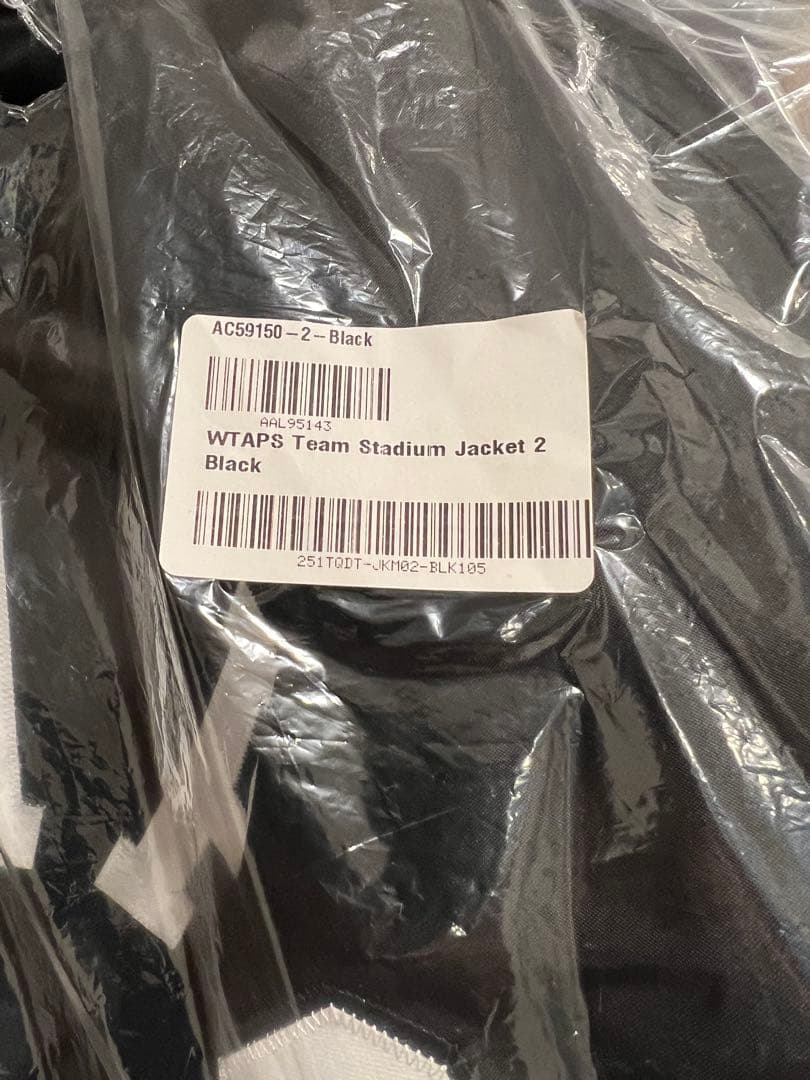 AC59150-2-Black
AAL95143
WTAPS Team Stadium Jacket 2
Black
251TQDT-JKM02-BLK105